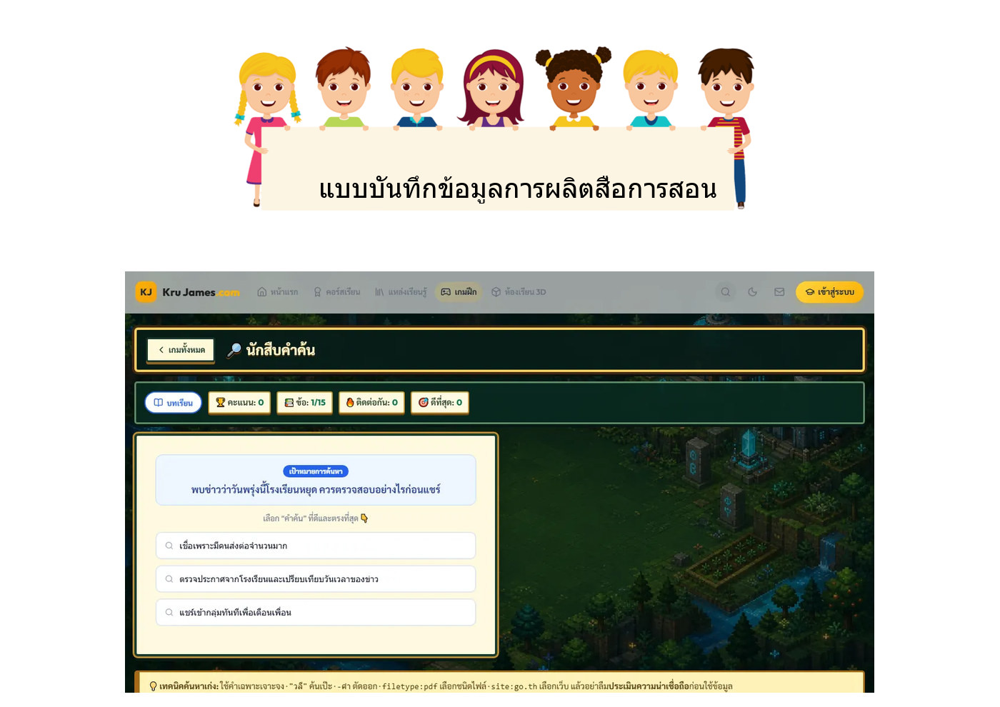 แบบบันทึกข้อมูลการผลิตสื่อการสอน
KJ Kru James.com หน้าแรก คอร์สเรียน แหล่งเรียนรู้ เกมฝึก ห้องเรียน 3D เข้าสู่ระบบ
เกมทั้งหมด นักสืบคำค้น
บทเรียน คะแนน: 0 ข้อ: 1/15 ติดต่อกัน: 0 ดีที่สุด: 0
เป้าหมายการค้นหา
พบข่าวว่าวันพรุ่งนี้โรงเรียนหยุด ควรตรวจสอบอย่างไรก่อนแชร์
เลือก "คำค้น" ที่ดีและตรงที่สุด
เชื่อเพราะมีคนส่งต่อจำนวนมาก
ตรวจประกาศจากโรงเรียนและเปรียบเทียบวันเวลาของข่าว
แชร์เข้ากลุ่มทันทีเพื่อเตือนเพื่อน
เทคนิคค้นหาเก่ง: ใช้คำเฉพาะเจาะจง · "วลี" ค้นเป๊ะ · -คำ ตัดออก · filetype:pdf เลือกชนิดไฟล์ · site:go.th เลือกเว็บ แล้วอย่าลืมประเมินความน่าเชื่อถือก่อนใช้ข้อมูล